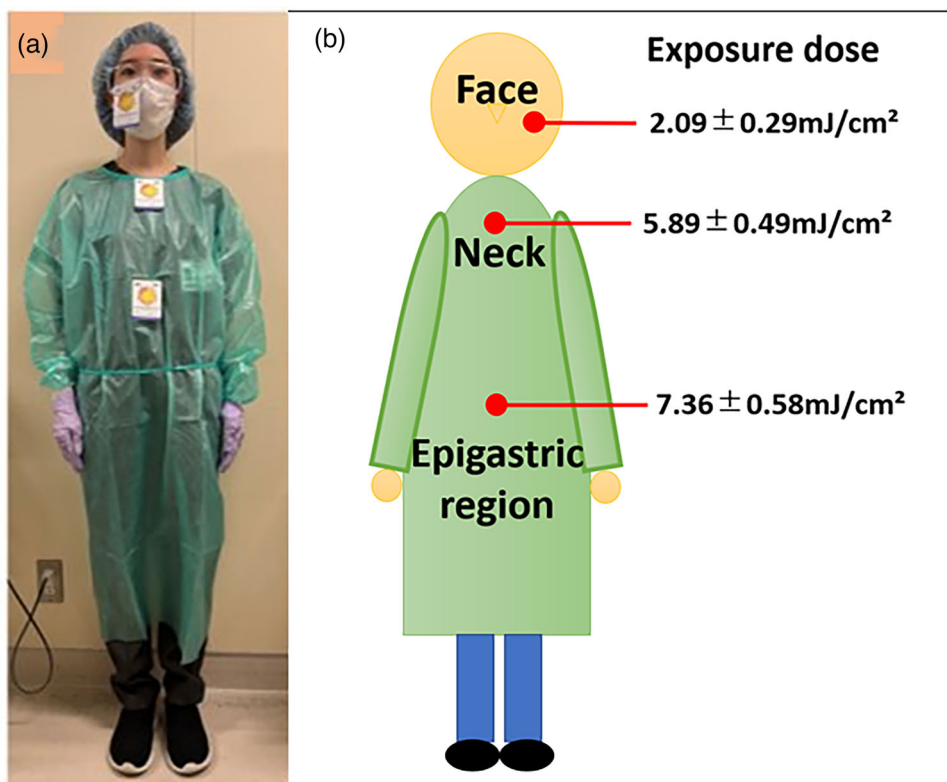 (a)
(b)
Exposure dose
Face
2.09±0.29mJ/cm²
5.89±0.49mJ/cm²
Neck
7.36±0.58mJ/cm²
Epigastric
region